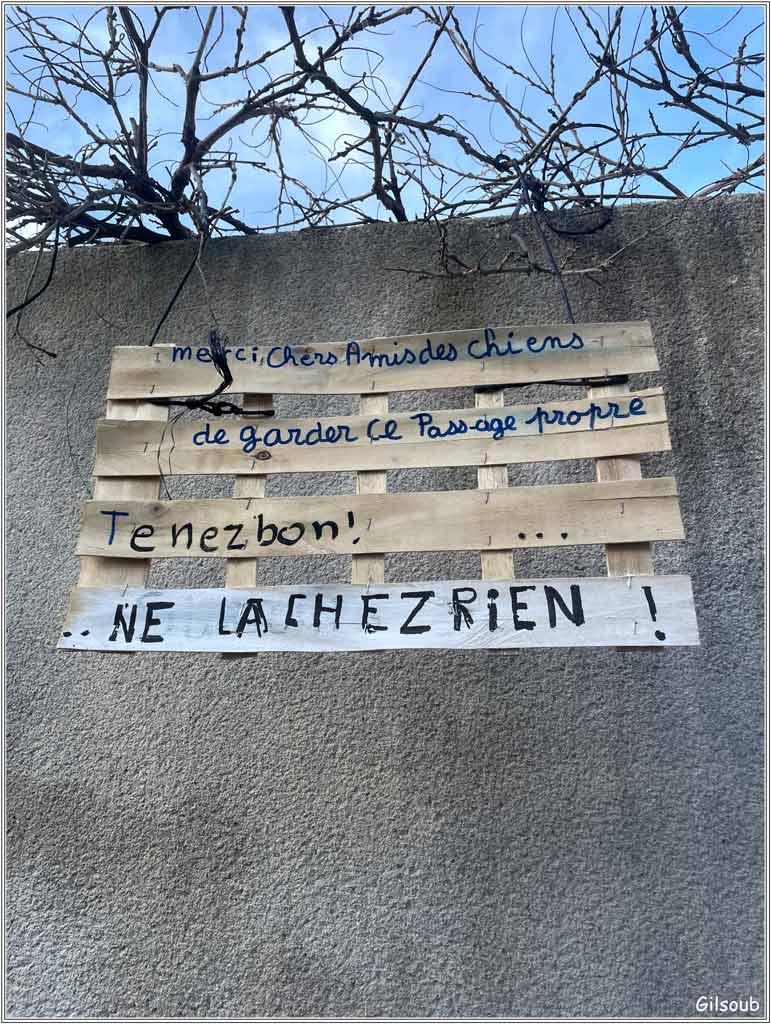 merci, Chers Amis des chiens
de garder ce Passage propre
Tenez bon! ...
.. NE LACHEZ RiEN !
Gilsoub